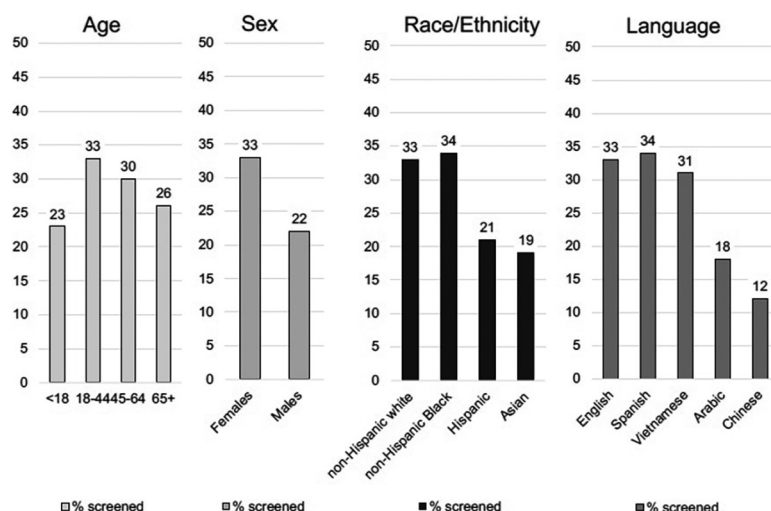 Age
50
45
40
35
30
25
20
15
10
5
0
23
33
30
26
<18 18-44 45-64 65+
% screened
Sex
50
45
40
35
30
25
20
15
10
5
0
33
22
Females
Males
% screened
Race/Ethnicity
50
45
40
35
30
25
20
15
10
5
0
33
34
21
19
non-Hispanic white
non-Hispanic Black
Hispanic
Asian
% screened
Language
50
45
40
35
30
25
20
15
10
5
0
33
34
31
18
12
English
Spanish
Vietnamese
Arabic
Chinese
% screened